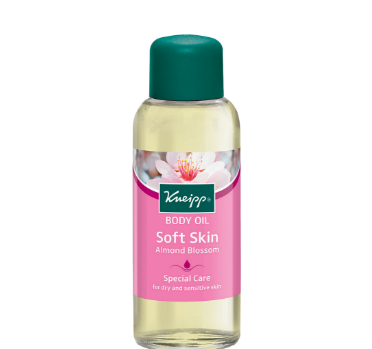 Kneipp®
BODY OIL
Soft Skin
Almond Blossom
Special Care
for dry and sensitive skin